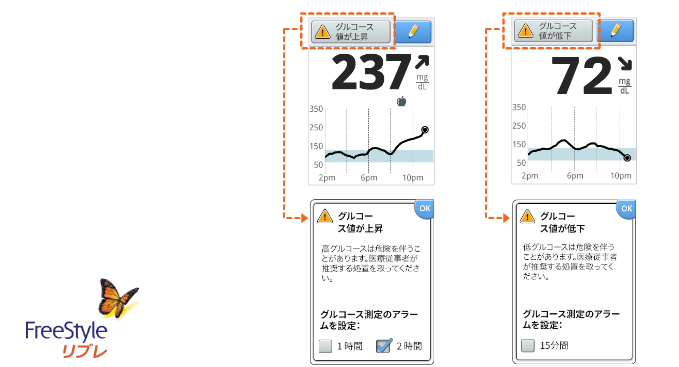 グルコース
値が上昇
237
mg
dL
350
250
150
50
2pm
6pm
10pm
OK
グルコー
ス値が上昇
高グルコースは危険を伴うこ
とがあります。医療従事者が
推奨する処置を取ってくださ
い。
グルコース測定のアラー
ムを設定:
1時間
2時間
グルコース
値が低下
72
mg
dL
350
250
150
50
2pm
6pm
10pm
OK
グルコー
ス値が低下
低グルコースは危険を伴う
ことがあります。医療従事者
が推奨する処置を取って
ください。
グルコース測定のアラー
ムを設定:
15分間
FreeStyle
リブレ